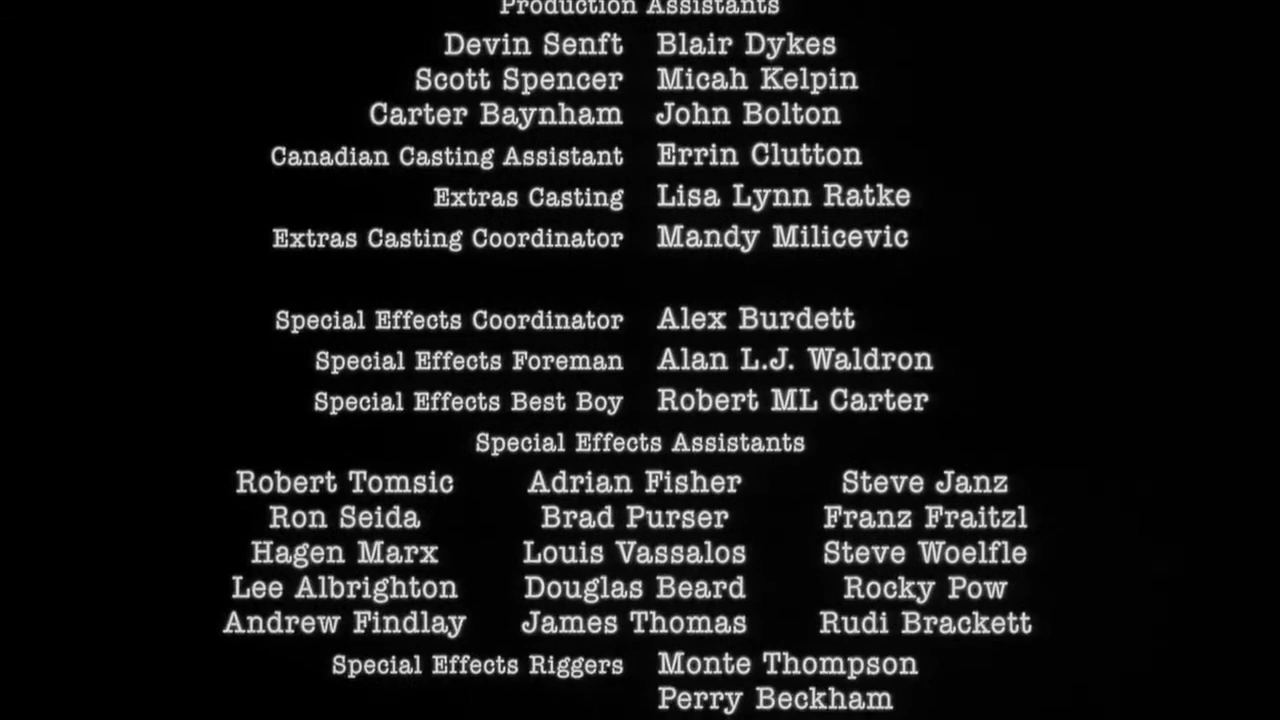 Production Assistants
Devin Senft Blair Dykes
Scott Spencer Micah Kelpin
Carter Baynham John Bolton
Canadian Casting Assistant Errin Clutton
Extras Casting Lisa Lynn Ratke
Extras Casting Coordinator Mandy Milicevic
Special Effects Coordinator Alex Burdett
Special Effects Foreman Alan L.J. Waldron
Special Effects Best Boy Robert ML Carter
Special Effects Assistants
Robert Tomsic Adrian Fisher Steve Janz
Ron Seida Brad Purser Franz Fraitzl
Hagen Marx Louis Vassalos Steve Woelfle
Lee Albrighton Douglas Beard Rocky Pow
Andrew Findlay James Thomas Rudi Brackett
Special Effects Riggers Monte Thompson
Perry Beckham